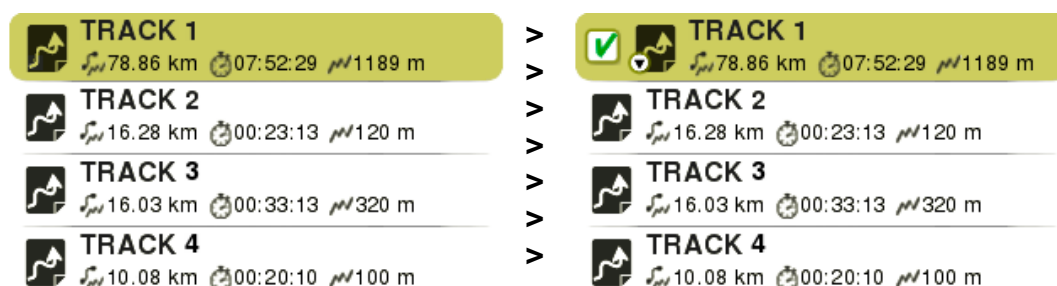 TRACK 1
78.86 km 07:52:29 1189 m
TRACK 2
16.28 km 00:23:13 120 m
TRACK 3
16.03 km 00:33:13 320 m
TRACK 4
10.08 km 00:20:10 100 m
>
>
>
>
>
>
>
TRACK 1
78.86 km 07:52:29 1189 m
TRACK 2
16.28 km 00:23:13 120 m
TRACK 3
16.03 km 00:33:13 320 m
TRACK 4
10.08 km 00:20:10 100 m